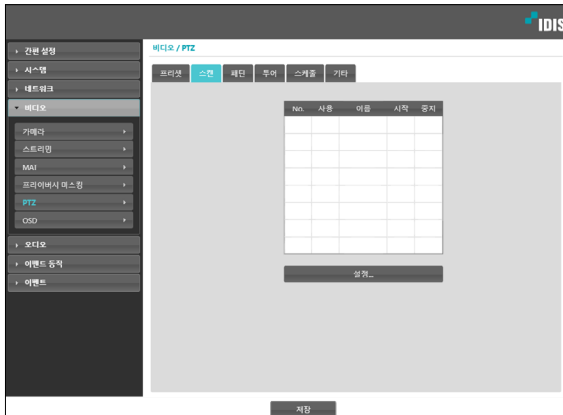 IDIS
간편 설정
시스템
네트워크
비디오
카메라
스트리밍
MAT
프라이버시 마스킹
PTZ
OSD
오디오
이벤트 동작
이벤트
비디오 / PTZ
프리셋 스캔 패턴 투어 스케줄 기타
No. 사용 이름 시작 중지
설정...
저장